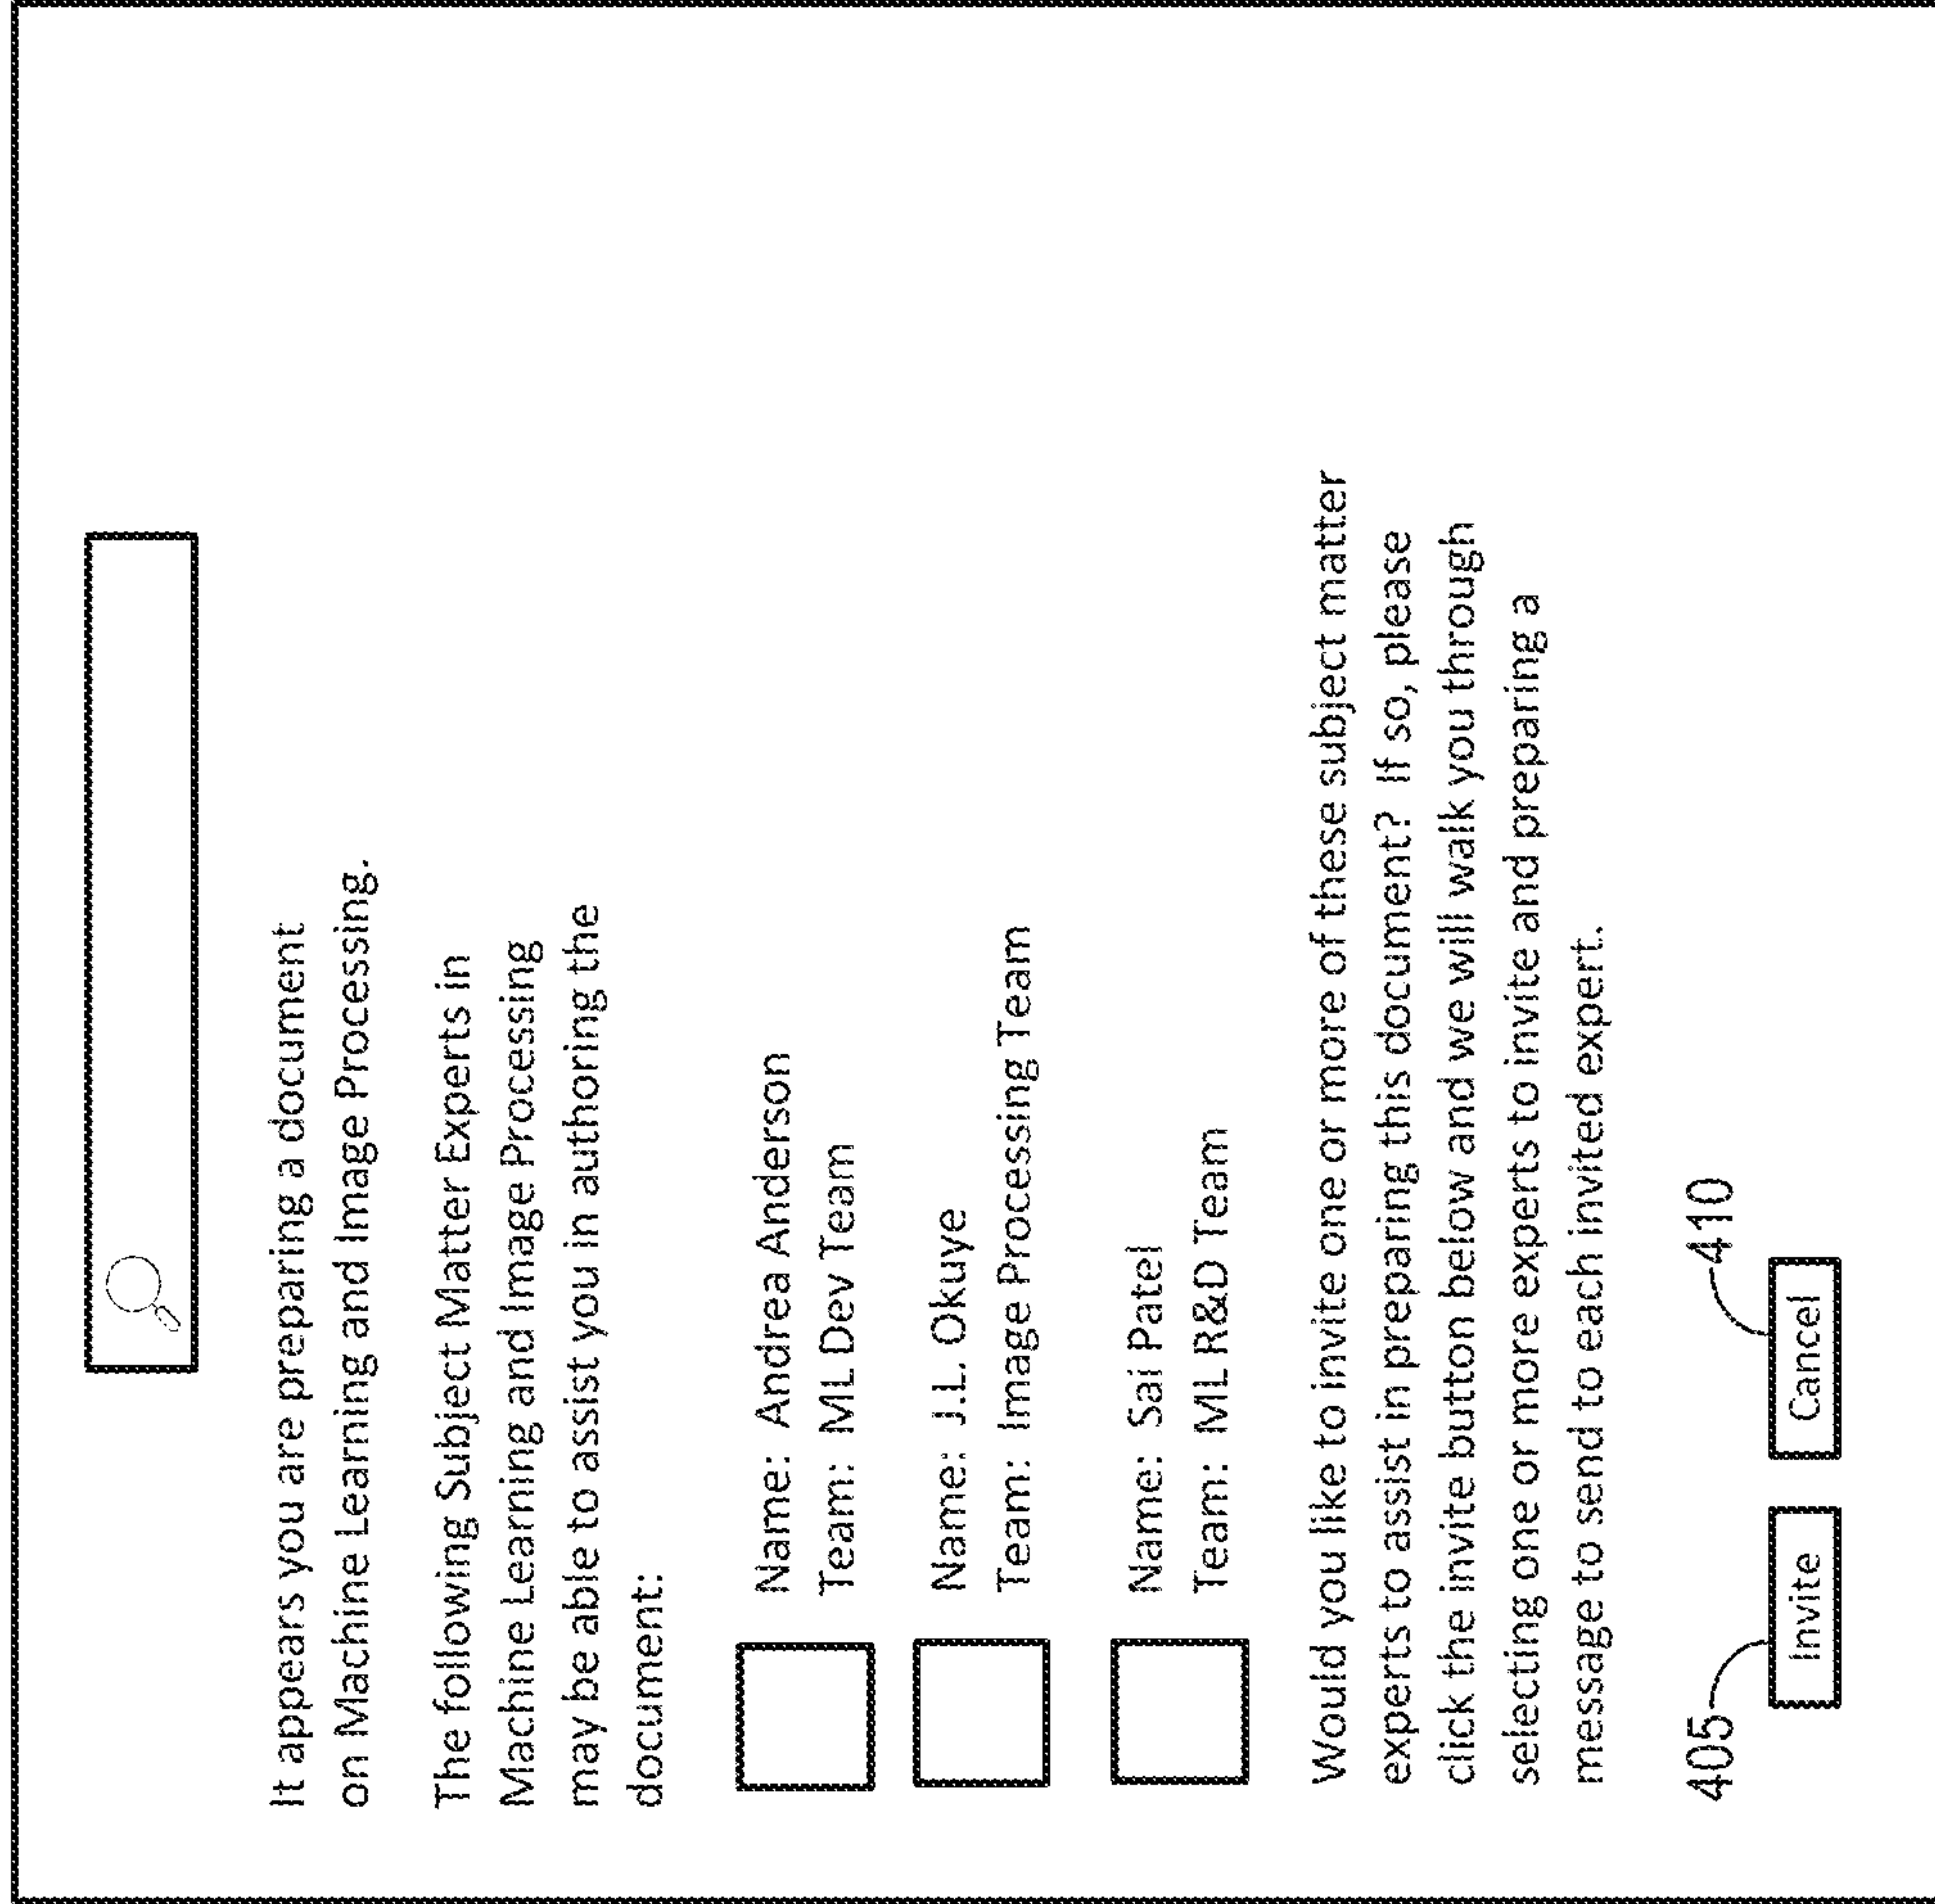 It appears you are preparing a document
on Machine Learning and Image Processing.
The following Subject Matter Experts in
Machine Learning and Image Processing
may be able to assist you in authoring the
document:
Name: Andrea Anderson
Team: ML Dev Team
Name: J.L. Okuye
Team: Image Processing Team
Name: Sai Patel
Team: ML R&D Team
Would you like to invite one or more of these subject matter
experts to assist in preparing this document? If so, please
click the invite button below and we will walk you through
selecting one or more experts to invite and preparing a
message to send to each invited expert.
405 410
Invite Cancel